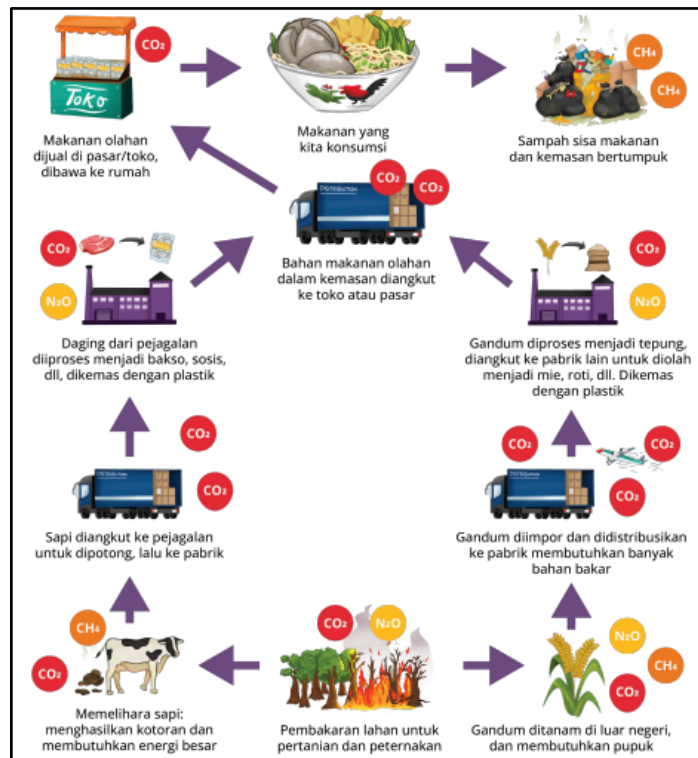 CO₂
TOKO
Makanan olahan
dijual di pasar/toko,
dibawa ke rumah
Makanan yang
kita konsumsi
CH₄
CH₄
Sampah sisa makanan
dan kemasan bertumpuk
CO₂
CO₂
Bahan makanan olahan
dalam kemasan diangkut
ke toko atau pasar
CO₂
N₂O
Daging dari pejagalan
diiproses menjadi bakso, sosis,
dll, dikemas dengan plastik
CO₂
N₂O
Gandum diproses menjadi tepung,
diangkut ke pabrik lain untuk diolah
menjadi mie, roti, dll. Dikemas
dengan plastik
CO₂
CO₂
Sapi diangkut ke pejagalan
untuk dipotong, lalu ke pabrik
CO₂
CO₂
CO₂
Gandum diimpor dan didistribusikan
ke pabrik membutuhkan banyak
bahan bakar
CH₄
CO₂
Memelihara sapi:
menghasilkan kotoran dan
membutuhkan energi besar
CO₂
N₂O
Pembakaran lahan untuk
pertanian dan peternakan
N₂O
CH₄
CO₂
Gandum ditanam di luar negeri,
dan membutuhkan pupuk